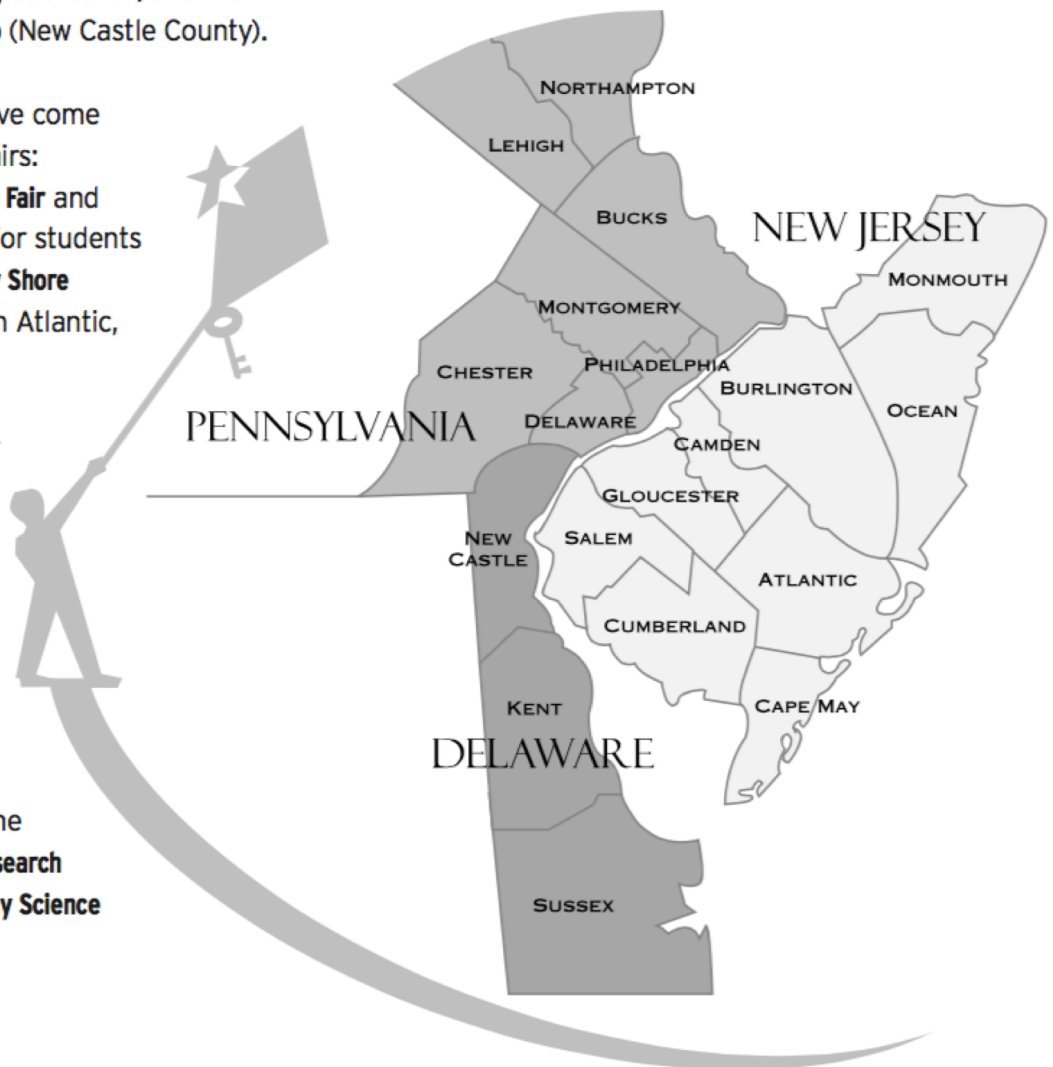 (New Castle County).
ve come
airs:
Fair and
or students
Shore
n Atlantic,
he
search
y Science
NORTHAMPTON
LEHIGH
BUCKS
NEW JERSEY
MONMOUTH
MONTGOMERY
CHESTER
PHILADELPHIA
BURLINGTON
OCEAN
PENNSYLVANIA
DELAWARE
CAMDEN
GLOUCESTER
NEW
CASTLE
SALEM
ATLANTIC
CUMBERLAND
KENT
CAPE MAY
DELAWARE
SUSSEX